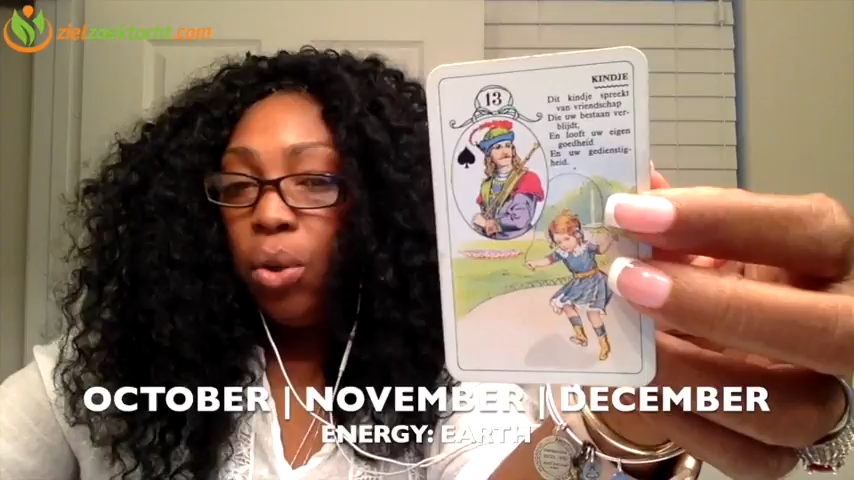 zielzoektocht.com
KINDJE
13
Dit kindje spreekt
van vriendschap
Die uw bestaan ver-
blijdt,
En looft uw eigen
goedheid
En uw gedienstig-
heid.
OCTOBER | NOVEMBER | DECEMBER
ENERGY: EARTH